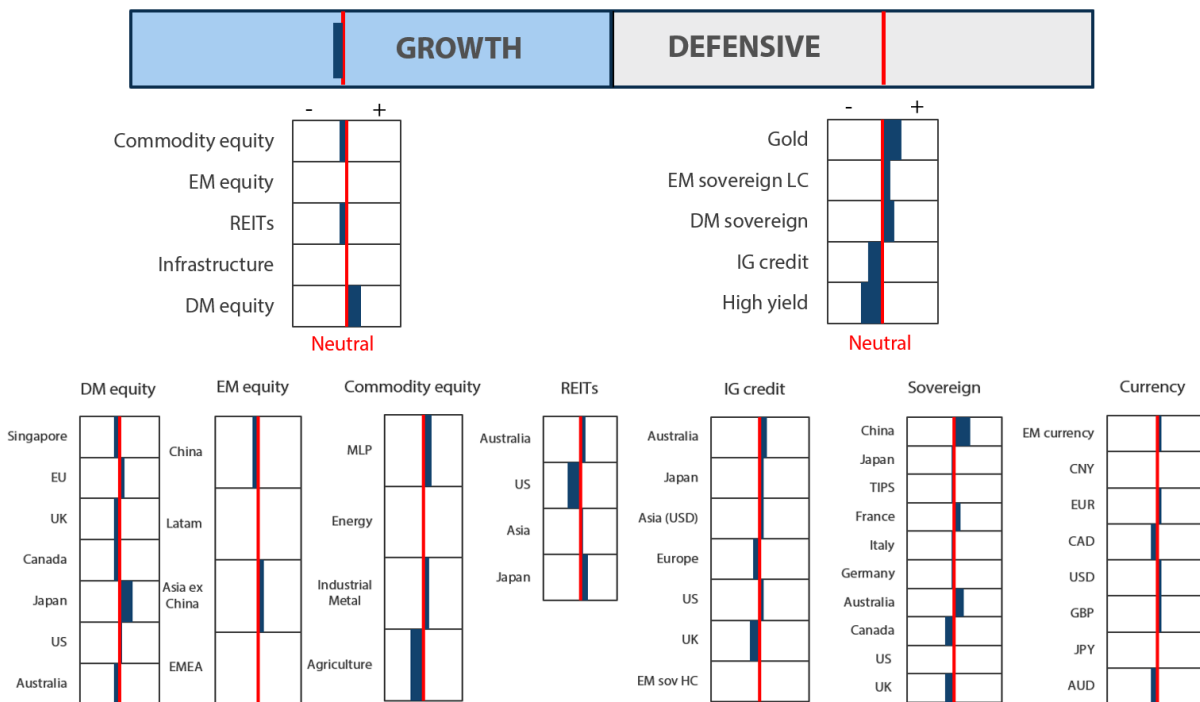 GROWTH
DEFENSIVE
- +
Commodity equity
EM equity
REITs
Infrastructure
DM equity
Neutral
- +
Gold
EM sovereign LC
DM sovereign
IG credit
High yield
Neutral
DM equity
Singapore
EU
UK
Canada
Japan
US
Australia
EM equity
China
Latam
Asia ex
China
EMEA
Commodity equity
MLP
Energy
Industrial
Metal
Agriculture
REITs
Australia
US
Asia
Japan
IG credit
Australia
Japan
Asia (USD)
Europe
US
UK
EM sov HC
Sovereign
China
Japan
TIPS
France
Italy
Germany
Australia
Canada
US
UK
Currency
EM currency
CNY
EUR
CAD
USD
GBP
JPY
AUD